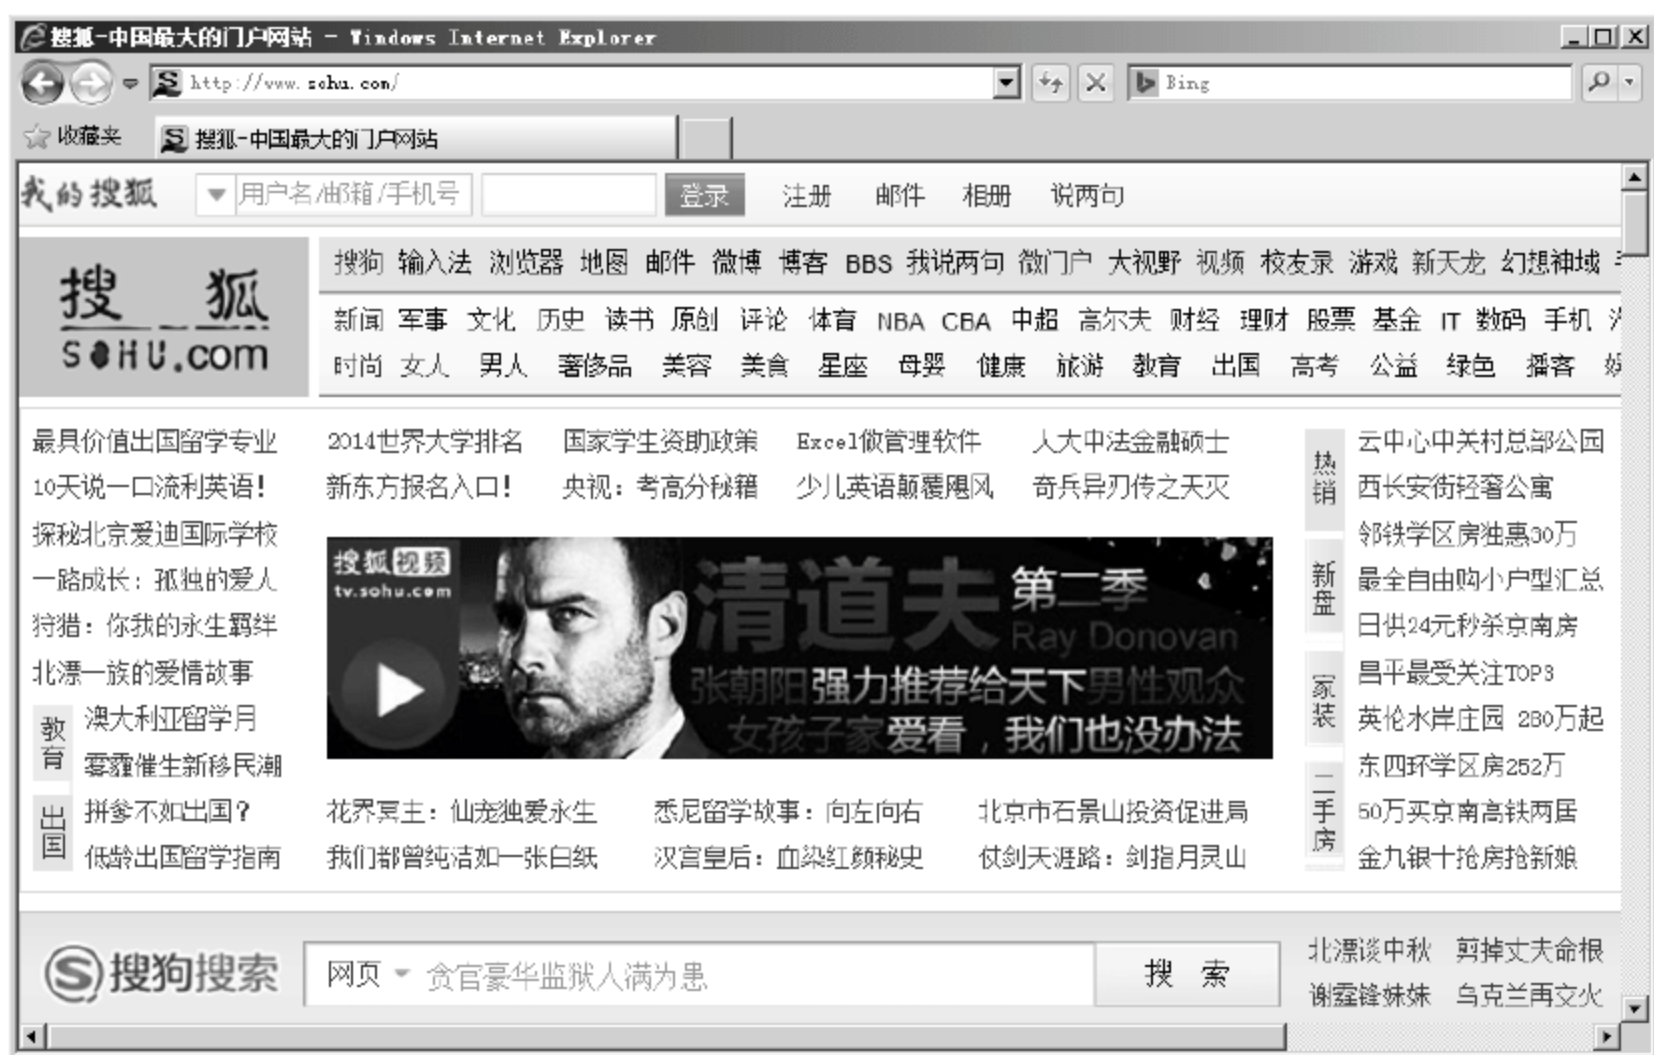 搜狐-中国最大的门户网站 - Windows Internet Explorer
http://www.sohu.com/ Bing
收藏夹 搜狐-中国最大的门户网站
我的搜狐 用户名/邮箱/手机号 登录 注册 邮件 相册 说两句
搜狐 SOHU.com
搜狗 输入法 浏览器 地图 邮件 微博 博客 BBS 我说两句 微门户 大视野 视频 校友录 游戏 新天龙 幻想神域
新闻 军事 文化 历史 读书 原创 评论 体育 NBA CBA 中超 高尔夫 财经 理财 股票 基金 IT 数码 手机
时尚 女人 男人 奢侈品 美容 美食 星座 母婴 健康 旅游 教育 出国 高考 公益 绿色 播客
最具价值出国留学专业
10天说一口流利英语!
探秘北京爱迪国际学校
一路成长：孤独的爱人
狩猎：你我的永生羁绊
北漂一族的爱情故事
教育
澳大利亚留学月
雾霾催生新移民潮
出国
拼爹不如出国?
低龄出国留学指南
2014世界大学排名 国家学生资助政策 Excel做管理软件 人大中法金融硕士
新东方报名入口! 央视：考高分秘籍 少儿英语颠覆飓风 奇兵异刃传之天灭
搜狐视频
tv.sohu.com
清道夫 第二季
Ray Donovan
张朝阳强力推荐给天下男性观众
女孩子家爱看，我们也没办法
花界冥主：仙宠独爱永生 悉尼留学故事：向左向右 北京市石景山投资促进局
我们都曾纯洁如一张白纸 汉宫皇后：血染红颜秘史 仗剑天涯路：剑指月灵山
热销
新盘
家装
二手房
云中心中关村总部公园
西长安街轻奢公寓
邻铁学区房独惠30万
最全自由购小户型汇总
日供24元秒杀京南房
昌平最受关注TOP3
英伦水岸庄园 280万起
东四环学区房252万
50万买京南高铁两居
金九银十抢房抢新娘
搜狗搜索 网页 贪官豪华监狱人满为患 搜 索
北漂谈中秋 剪掉丈夫命根
谢霆锋妹妹 乌克兰再交火